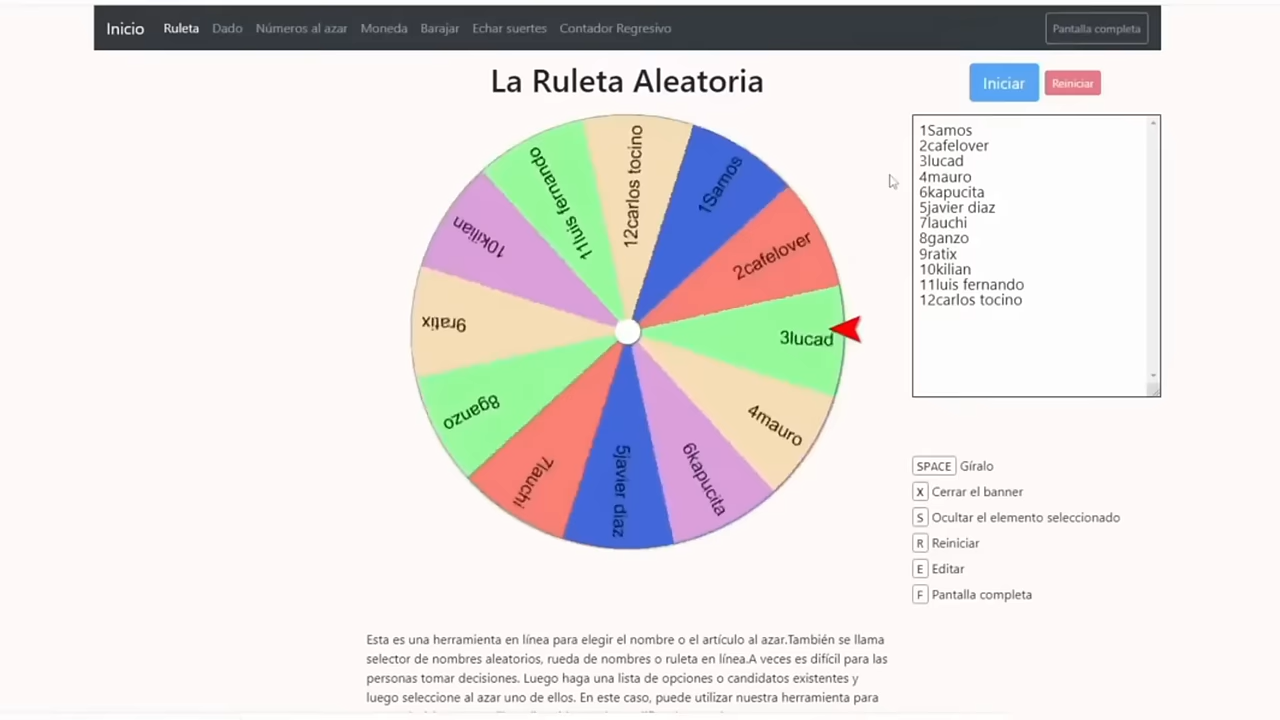 Inicio Ruleta Dado Números al azar Moneda Barajar Echar suertes Contador Regresivo Pantalla completa
La Ruleta Aleatoria
Iniciar Reiniciar
12carlos tocino
1Samos
2cafelover
3lucad
4mauro
6kapucita
5javier diaz
7lauchi
8ganzo
9ratix
10kilian
11luis fernando
1Samos
2cafelover
3lucad
4mauro
6kapucita
5javier diaz
7lauchi
8ganzo
9ratix
10kilian
11luis fernando
12carlos tocino
SPACE Gíralo
X Cerrar el banner
S Ocultar el elemento seleccionado
R Reiniciar
E Editar
F Pantalla completa
Esta es una herramienta en línea para elegir el nombre o el artículo al azar.También se llama
selector de nombres aleatorios, rueda de nombres o ruleta en línea.A veces es difícil para las
personas tomar decisiones. Luego haga una lista de opciones o candidatos existentes y
luego seleccione al azar uno de ellos. En este caso, puede utilizar nuestra herramienta para